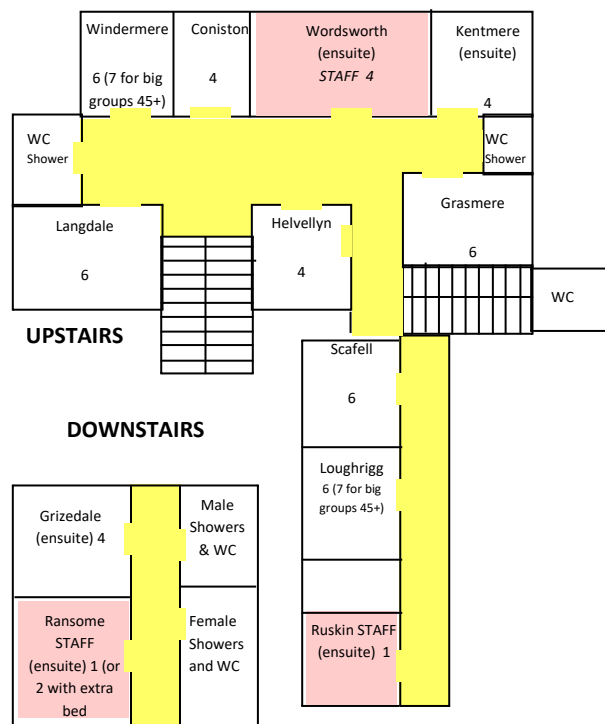 Windermere
6 (7 for big
groups 45+)
Coniston
4
Wordsworth
(ensuite)
STAFF 4
Kentmere
(ensuite)
4
WC
Shower
WC
Shower
Langdale
6
Helvellyn
4
Grasmere
6
WC
UPSTAIRS
Scafell
6
DOWNSTAIRS
Loughrigg
6 (7 for big
groups 45+)
Grizedale
(ensuite) 4
Male
Showers
& WC
Ransome
STAFF
(ensuite) 1 (or
2 with extra
bed
Female
Showers
and WC
Ruskin STAFF
(ensuite) 1